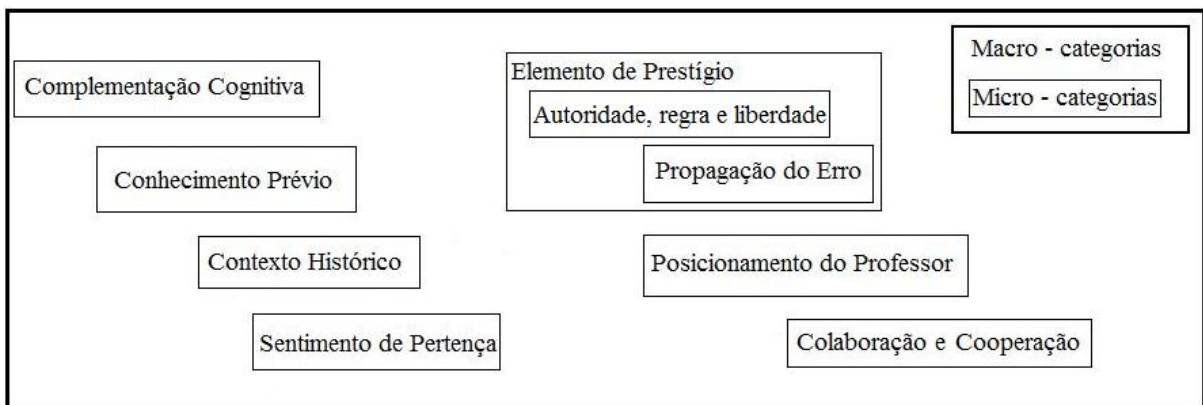 Complementação Cognitiva
Conhecimento Prévio
Contexto Histórico
Sentimento de Pertença
Elemento de Prestígio
Autoridade, regra e liberdade
Propagação do Erro
Posicionamento do Professor
Colaboração e Cooperação
Macro - categorias
Micro - categorias